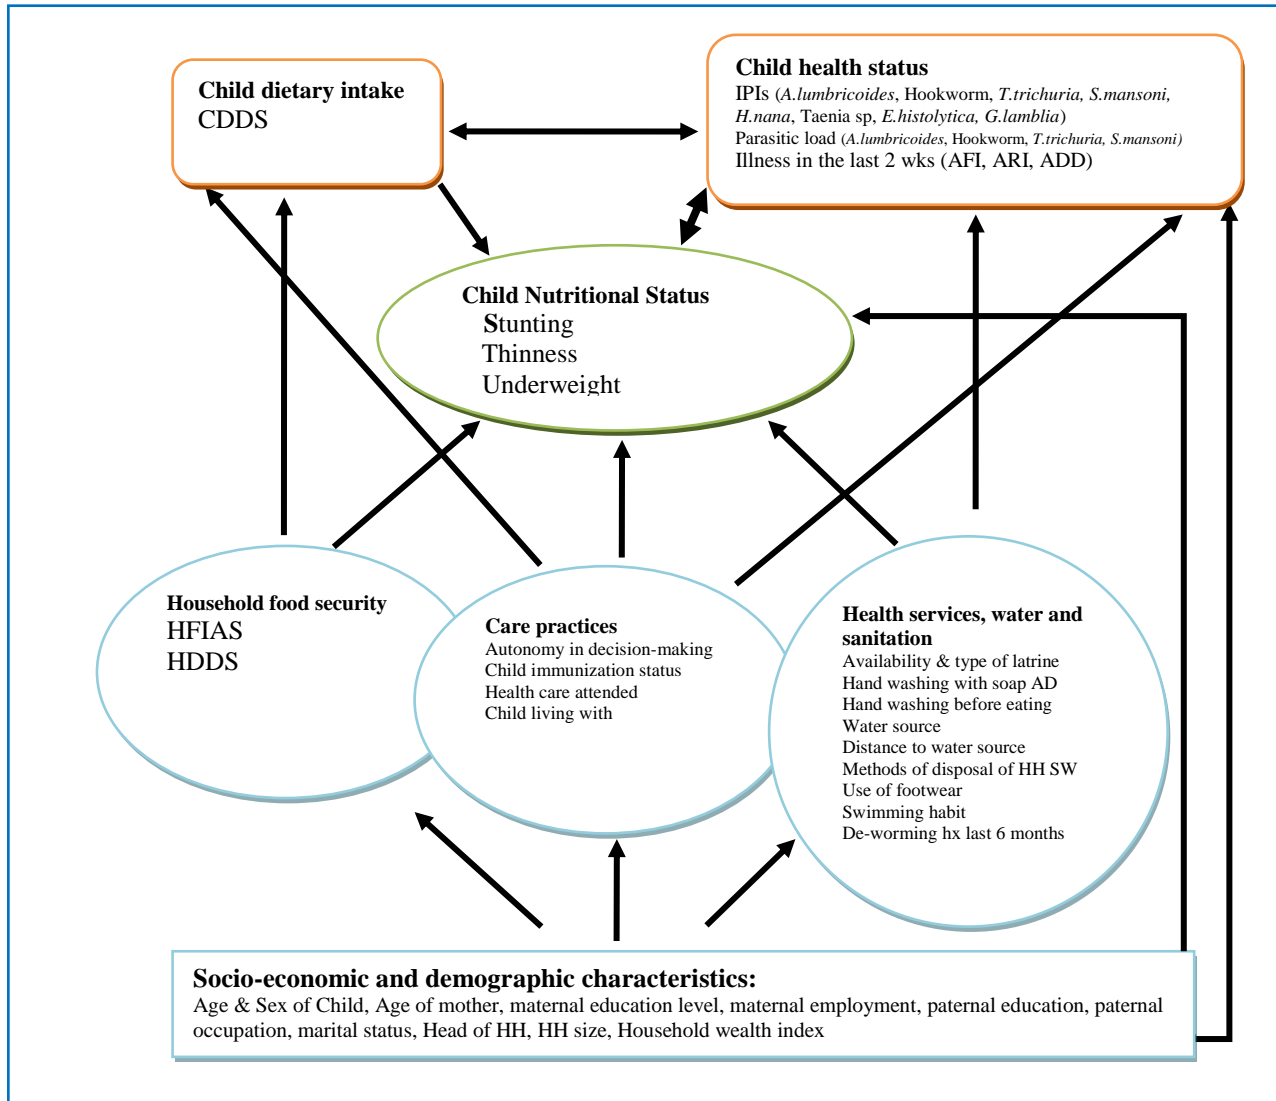 Child dietary intake
CDDS
Child health status
IPIs (A.lumbricoides, Hookworm, T.trichuria, S.mansoni,
H.nana, Taenia sp, E.histolytica, G.lamblia)
Parasitic load (A.lumbricoides, Hookworm, T.trichuria, S.mansoni)
Illness in the last 2 wks (AFI, ARI, ADD)
Child Nutritional Status
Stunting
Thinness
Underweight
Household food security
HFIAS
HDDS
Care practices
Autonomy in decision-making
Child immunization status
Health care attended
Child living with
Health services, water and
sanitation
Availability & type of latrine
Hand washing with soap AD
Hand washing before eating
Water source
Distance to water source
Methods of disposal of HH SW
Use of footwear
Swimming habit
De-worming hx last 6 months
Socio-economic and demographic characteristics:
Age & Sex of Child, Age of mother, maternal education level, maternal employment, paternal education, paternal
occupation, marital status, Head of HH, HH size, Household wealth index